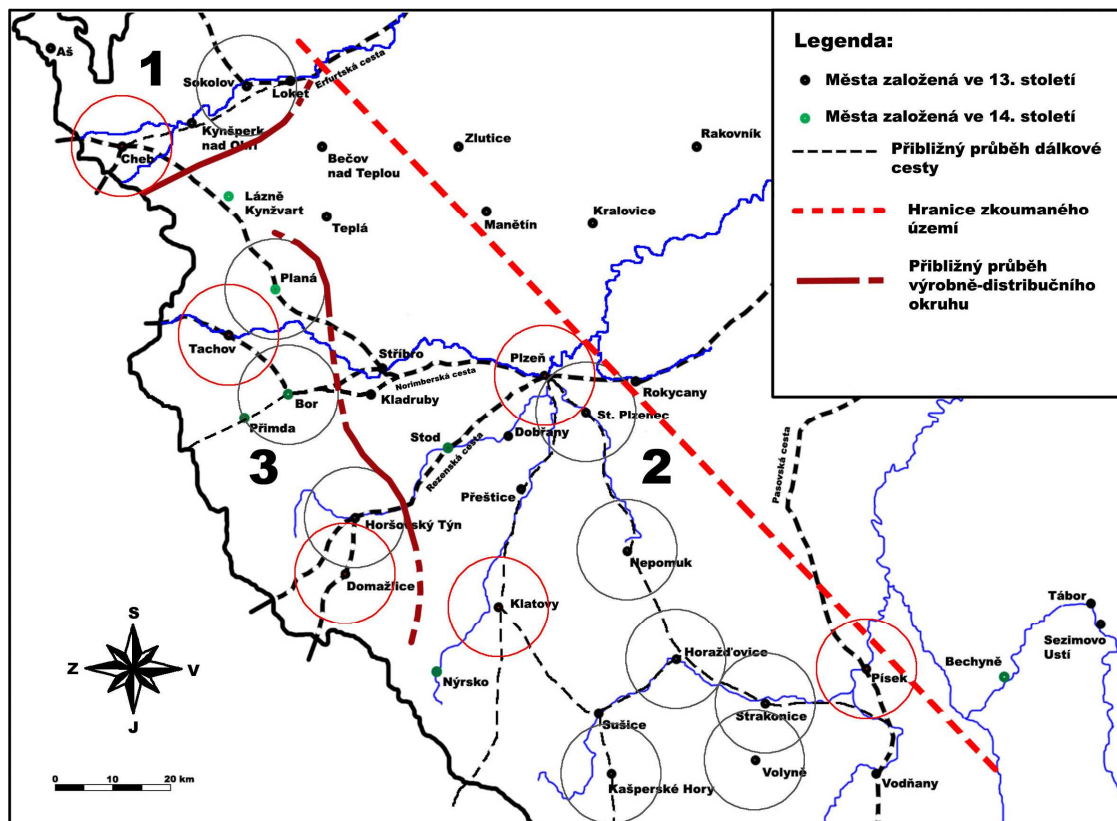 Legenda:
Města založená ve 13. století
Města založená ve 14. století
Přibližný průběh dálkové
cesty
Hranice zkoumaného
území
Přibližný průběh
výrobně-distribučního
okruhu
Aš
1
Sokolov
Loket
Erfurtská cesta
Kynšperk
nad Ohří
Cheb
Bečov
nad Teplou
Zlutice
Rakovník
Lázně
Kynžvart
Teplá
Manětín
Kralovice
Planá
Tachov
Stříbro
Plzeň
Norimberská cesta
Rokycany
Bor
Kladruby
St. Plzenec
Přimda
Stod
Dobřany
Rezenská cesta
2
3
Pasovská cesta
Přeštice
Horšovský Týn
Nepomuk
Domažlice
Klatovy
Tábor
Sezimovo
Ustí
Horažďovice
Bechyně
Písek
Nýrsko
Strakonice
Sušice
Volyně
Kašperské Hory
Vodňany
S
Z
V
J
0
10
20 km